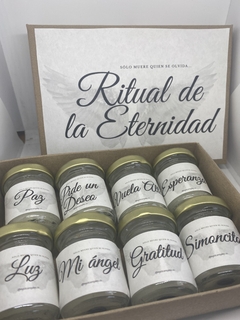 SOLO MUERE QUIEN SE OLVIDA
Ritual de
la Eternidad
Paz
Pide un
Deseo
Vuela
Esperanza
Luz
Mi ángel
Gratitud
Simoncito